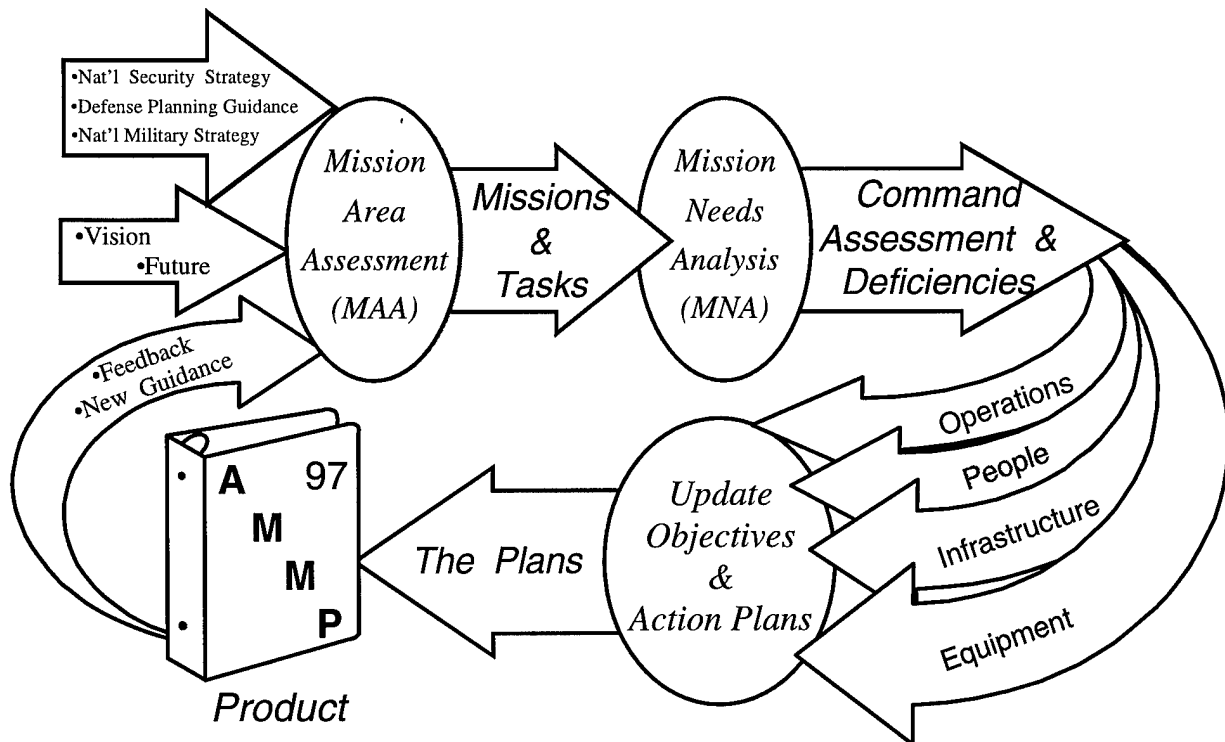 •Nat'l Security Strategy
•Defense Planning Guidance
•Nat'l Military Strategy
•Vision
•Future
•Feedback
•New Guidance
Mission
Area
Assessment
(MAA)
Missions
&
Tasks
Mission
Needs
Analysis
(MNA)
Command
Assessment &
Deficiencies
Operations
People
Infrastructure
Equipment
Update
Objectives
&
Action Plans
The Plans
A 97
M
M
P
Product